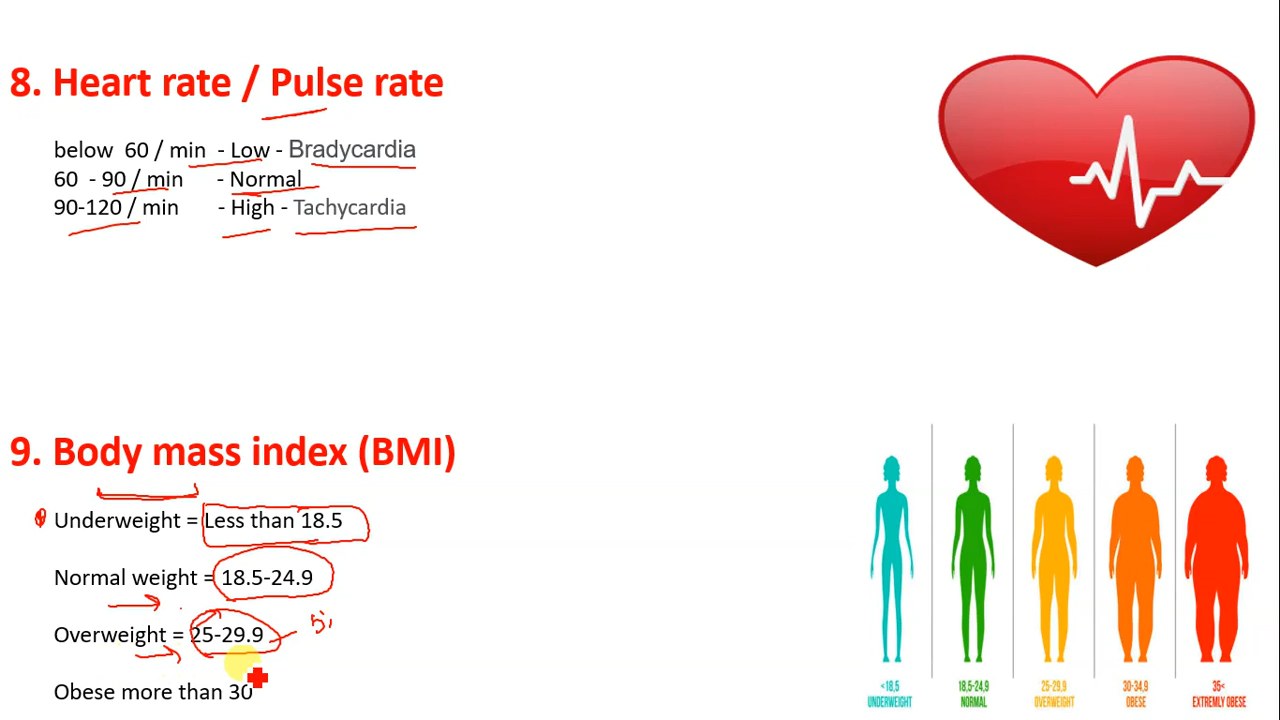 8. Heart rate / Pulse rate
below 60 / min - Low - Bradycardia
60 - 90 / min - Normal
90-120 / min - High - Tachycardia
9. Body mass index (BMI)
Underweight = Less than 18.5
Normal weight = 18.5-24.9
Overweight = 25-29.9
Obese more than 30
<18,5 18,5-24,9 25-29,9 30-34,9 35<
UNDERWEIGHT NORMAL OVERWEIGHT OBESE EXTREMLY OBESE